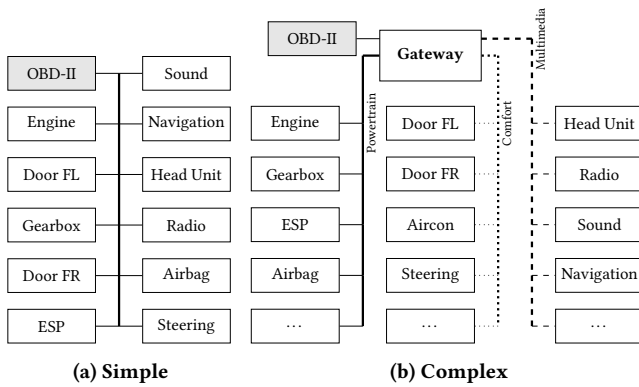 OBD-II
Sound
Engine
Navigation
Door FL
Head Unit
Gearbox
Radio
Door FR
Airbag
ESP
Steering
(a) Simple
OBD-II
Gateway
Powertrain
Comfort
Multimedia
Engine
Door FL
Head Unit
Gearbox
Door FR
Radio
ESP
Aircon
Sound
Airbag
Steering
Navigation
...
...
...
(b) Complex